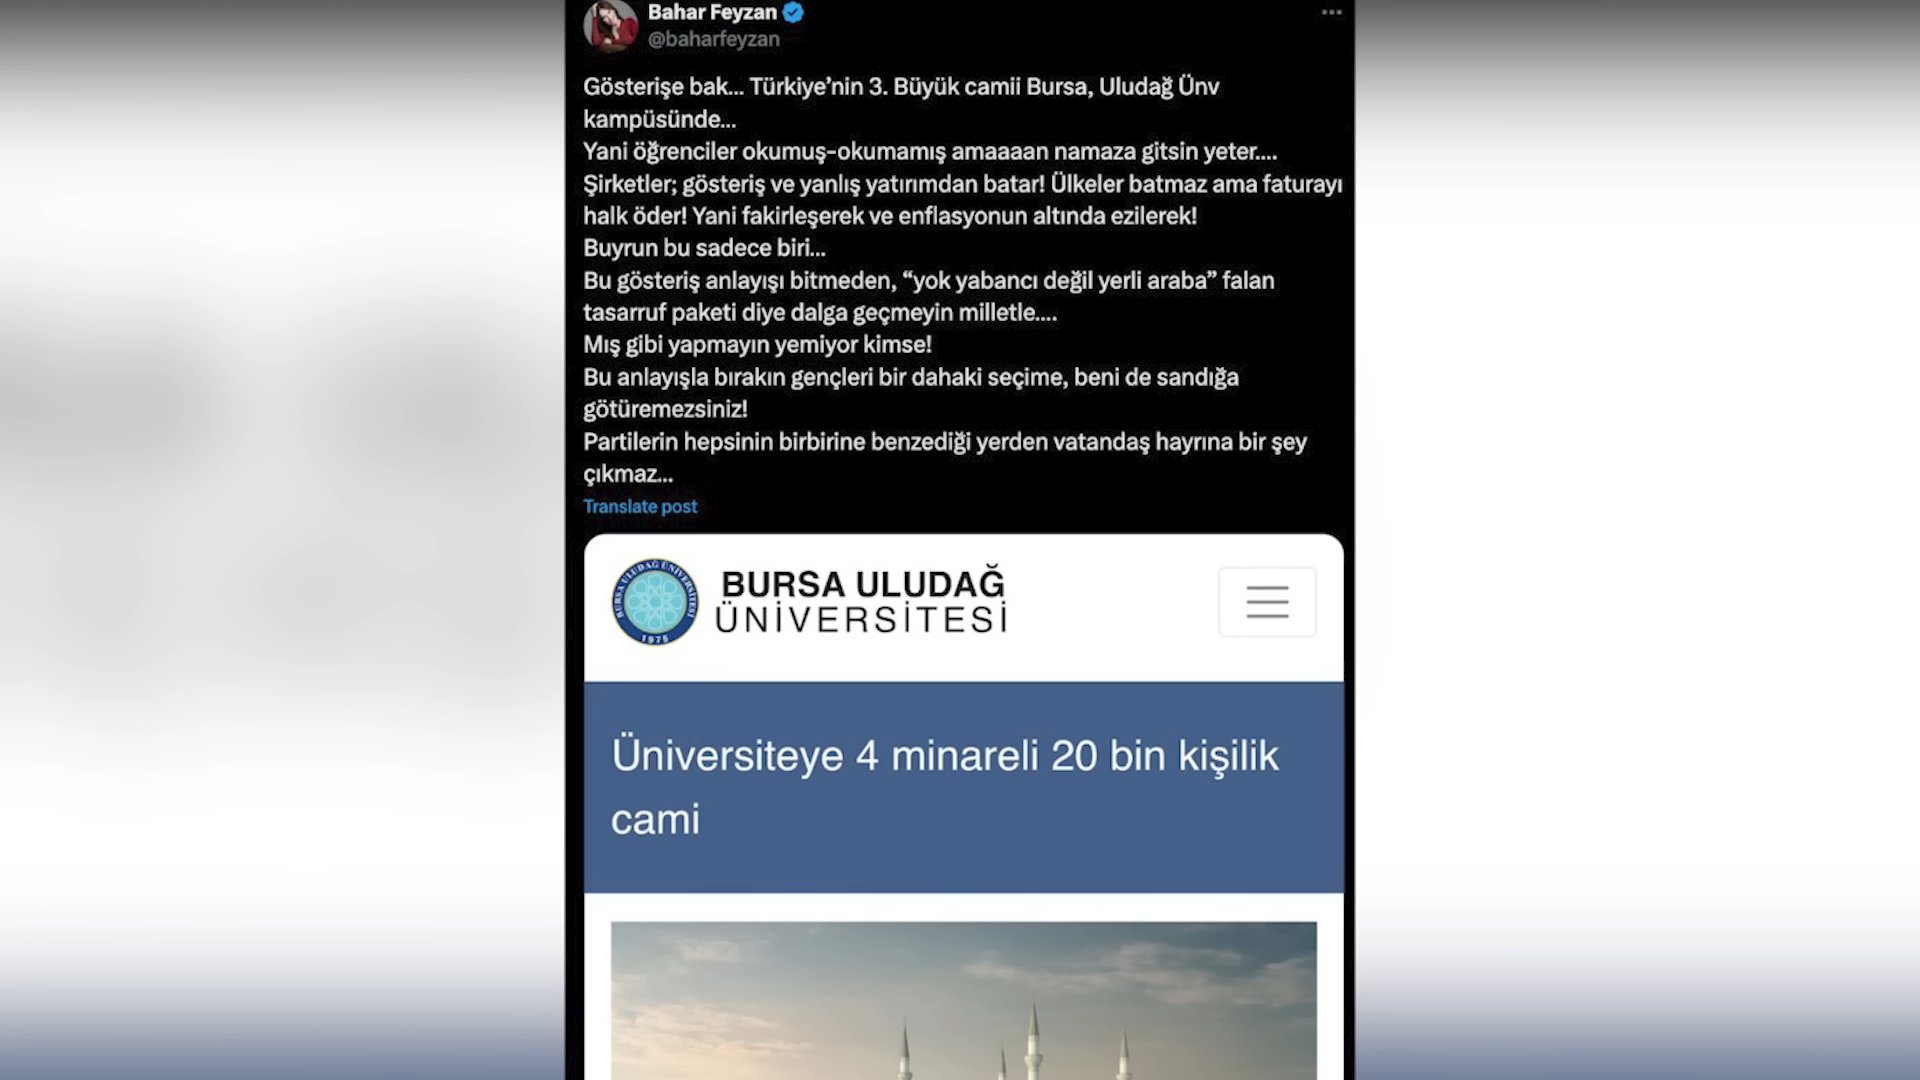 Bahar Feyzan
@baharfeyzan
Gösterişe bak... Türkiye’nin 3. Büyük camii Bursa, Uludağ Ünv
kampüsünde...
Yani öğrenciler okumuş-okumamış amaaaan namaza gitsin yeter....
Şirketler; gösteriş ve yanlış yatırımdan batar! Ülkeler batmaz ama faturayı
halk öder! Yani fakirleşerek ve enflasyonun altında ezilerek!
Buyrun bu sadece biri...
Bu gösteriş anlayışı bitmeden, “yok yabancı değil yerli araba” falan
tasarruf paketi diye dalga geçmeyin milletle....
Mış gibi yapmayın yemiyor kimse!
Bu anlayışla bırakın gençleri bir dahaki seçime, beni de sandığa
götüremezsiniz!
Partilerin hepsinin birbirine benzediği yerden vatandaş hayrına bir şey
çıkmaz...
Translate post
BURSA ULUDAĞ ÜNİVERSİTESİ
1975
BURSA ULUDAĞ
ÜNİVERSİTESİ
Üniversiteye 4 minareli 20 bin kişilik
cami